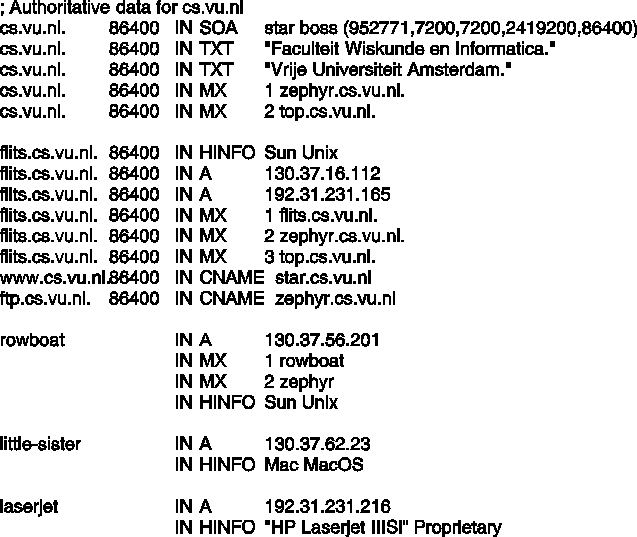 ; Authoritative data for cs.vu.nl
cs.vu.nl. 86400 IN SOA star boss (952771,7200,7200,2419200,86400)
cs.vu.nl. 86400 IN TXT "Faculteit Wiskunde en Informatica."
cs.vu.nl. 86400 IN TXT "Vrije Universiteit Amsterdam."
cs.vu.nl. 86400 IN MX 1 zephyr.cs.vu.nl.
cs.vu.nl. 86400 IN MX 2 top.cs.vu.nl.
flits.cs.vu.nl. 86400 IN HINFO Sun Unix
flits.cs.vu.nl. 86400 IN A 130.37.16.112
flits.cs.vu.nl. 86400 IN A 192.31.231.165
flits.cs.vu.nl. 86400 IN MX 1 flits.cs.vu.nl.
flits.cs.vu.nl. 86400 IN MX 2 zephyr.cs.vu.nl.
flits.cs.vu.nl. 86400 IN MX 3 top.cs.vu.nl.
www.cs.vu.nl.86400 IN CNAME star.cs.vu.nl
ftp.cs.vu.nl. 86400 IN CNAME zephyr.cs.vu.nl
rowboat IN A 130.37.56.201
IN MX 1 rowboat
IN MX 2 zephyr
IN HINFO Sun Unix
little-sister IN A 130.37.62.23
IN HINFO Mac MacOS
laserjet IN A 192.31.231.216
IN HINFO "HP Laserjet IIISi" Proprietary